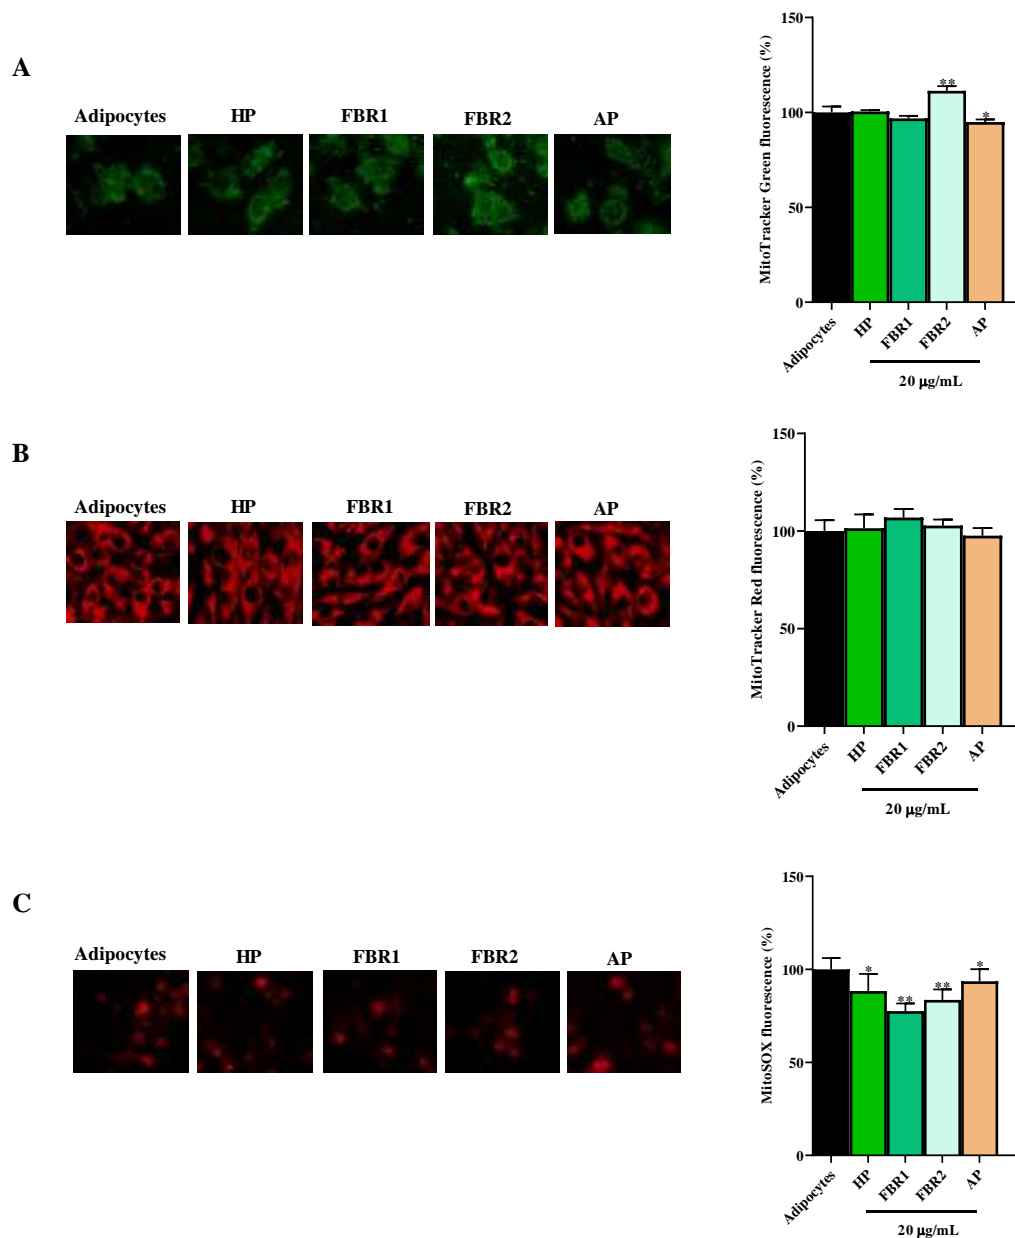 A
Adipocytes HP FBR1 FBR2 AP
MitoTracker Green fluorescence (%)
150
100
50
0
** *
Adipocytes HP FBR1 FBR2 AP
20 µg/mL
B
Adipocytes HP FBR1 FBR2 AP
MitoTracker Red fluorescence (%)
150
100
50
0
Adipocytes HP FBR1 FBR2 AP
20 µg/mL
C
Adipocytes HP FBR1 FBR2 AP
MitoSOX fluorescence (%)
150
100
50
0
* ** ** *
Adipocytes HP FBR1 FBR2 AP
20 µg/mL